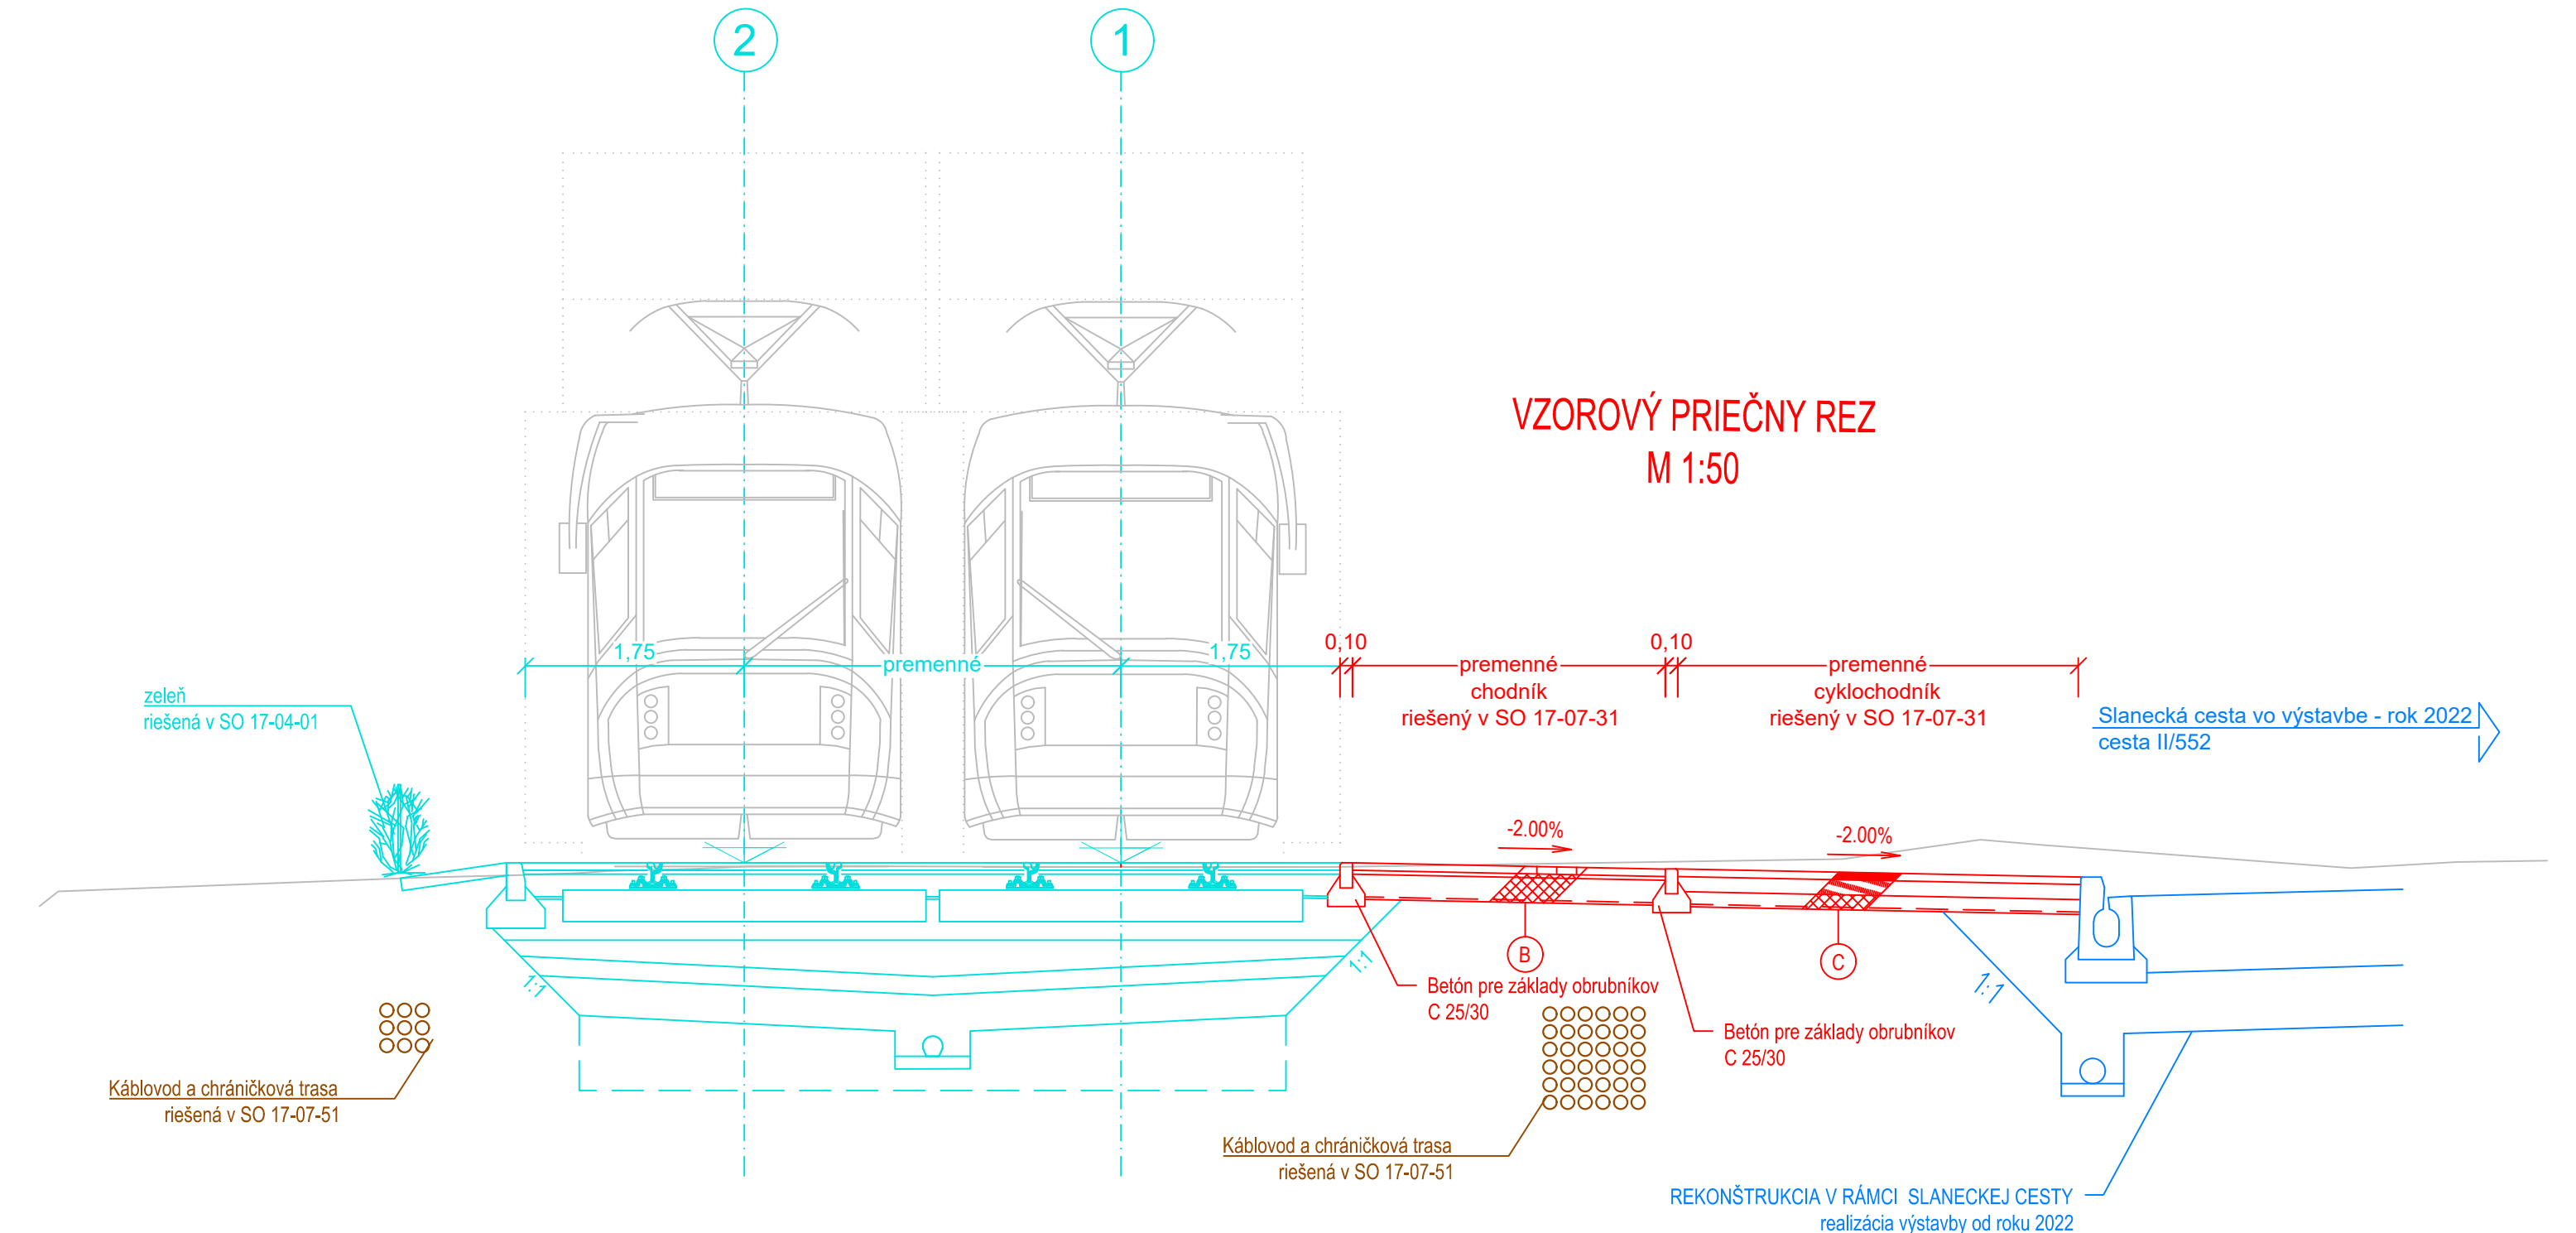 2
1
VZOROVÝ PRIEČNY REZ
M 1:50
1,75
premenné
1,75
0,10
premenné
chodník
riešený v SO 17-07-31
0,10
premenné
cyklochodník
riešený v SO 17-07-31
zeleň
riešená v SO 17-04-01
Slanecká cesta vo výstavbe - rok 2022
cesta II/552
-2.00%
-2.00%
B
C
1:1
1:1
1:1
Betón pre základy obrubníkov
C 25/30
Betón pre základy obrubníkov
C 25/30
Káblovod a chráničková trasa
riešená v SO 17-07-51
Káblovod a chráničková trasa
riešená v SO 17-07-51
REKONŠTRUKCIA V RÁMCI  SLANECKEJ CESTY
realizácia výstavby od roku 2022